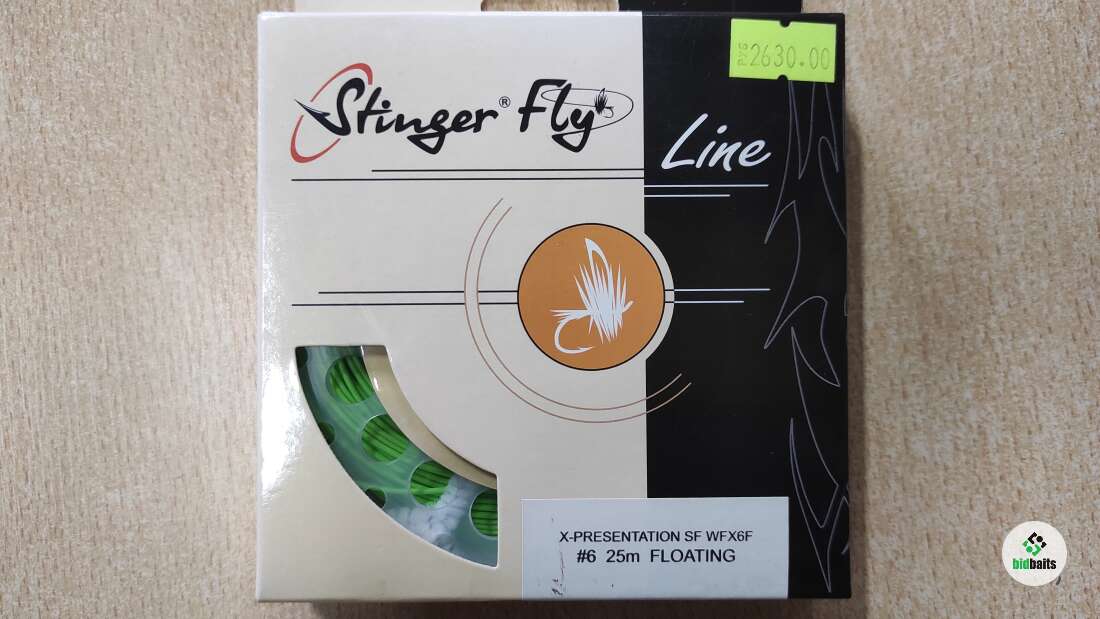 Stinger® Fly
Line
2630.00
X-PRESENTATION SF WFX6F
#6 25m FLOATING
bidbaits